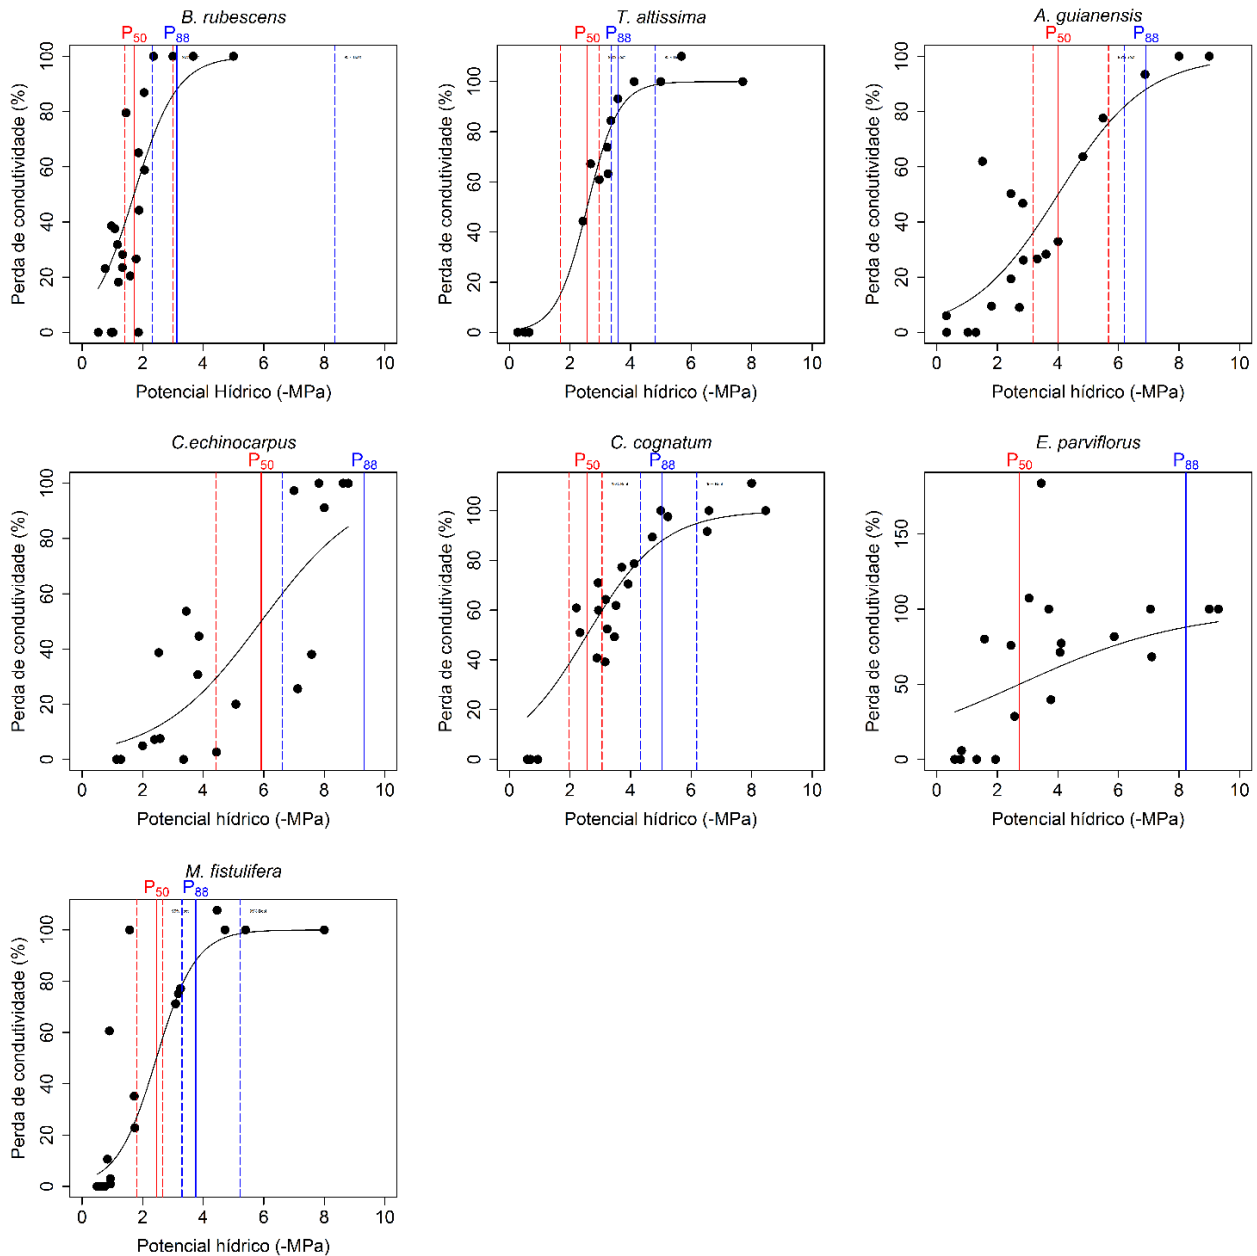 B. rubescens
P50 P88
Perda de condutividade (%)
0 20 40 60 80 100
0 2 4 6 8 10
Potencial Hídrico (-MPa)
T. altissima
P50 P88
Perda de condutividade (%)
0 20 40 60 80 100
0 2 4 6 8 10
Potencial hídrico (-MPa)
A. guianensis
P50 P88
Perda de condutividade (%)
0 20 40 60 80 100
0 2 4 6 8 10
Potencial hídrico (-MPa)
C.echinocarpus
P50 P88
Perda de condutividade (%)
0 20 40 60 80 100
0 2 4 6 8 10
Potencial hídrico (-MPa)
C. cognatum
P50 P88
Perda de condutividade (%)
0 20 40 60 80 100
0 2 4 6 8 10
Potencial hídrico (-MPa)
E. parviflorus
P50 P88
Perda de condutividade (%)
0 50 100 150
0 2 4 6 8 10
Potencial hídrico (-MPa)
M. fistulifera
P50 P88
Perda de condutividade (%)
0 20 40 60 80 100
0 2 4 6 8 10
Potencial hídrico (-MPa)